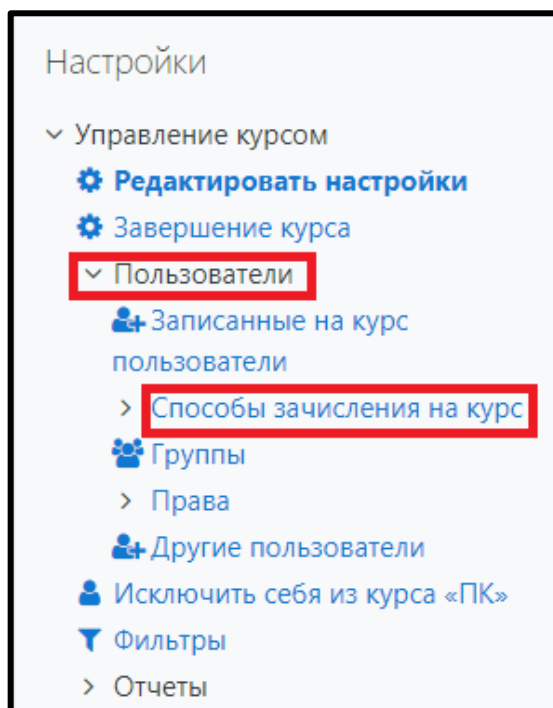 Настройки
Управление курсом
Редактировать настройки
Завершение курса
Пользователи
Записанные на курс
пользователи
Способы зачисления на курс
Группы
Права
Другие пользователи
Исключить себя из курса «ПК»
Фильтры
Отчеты